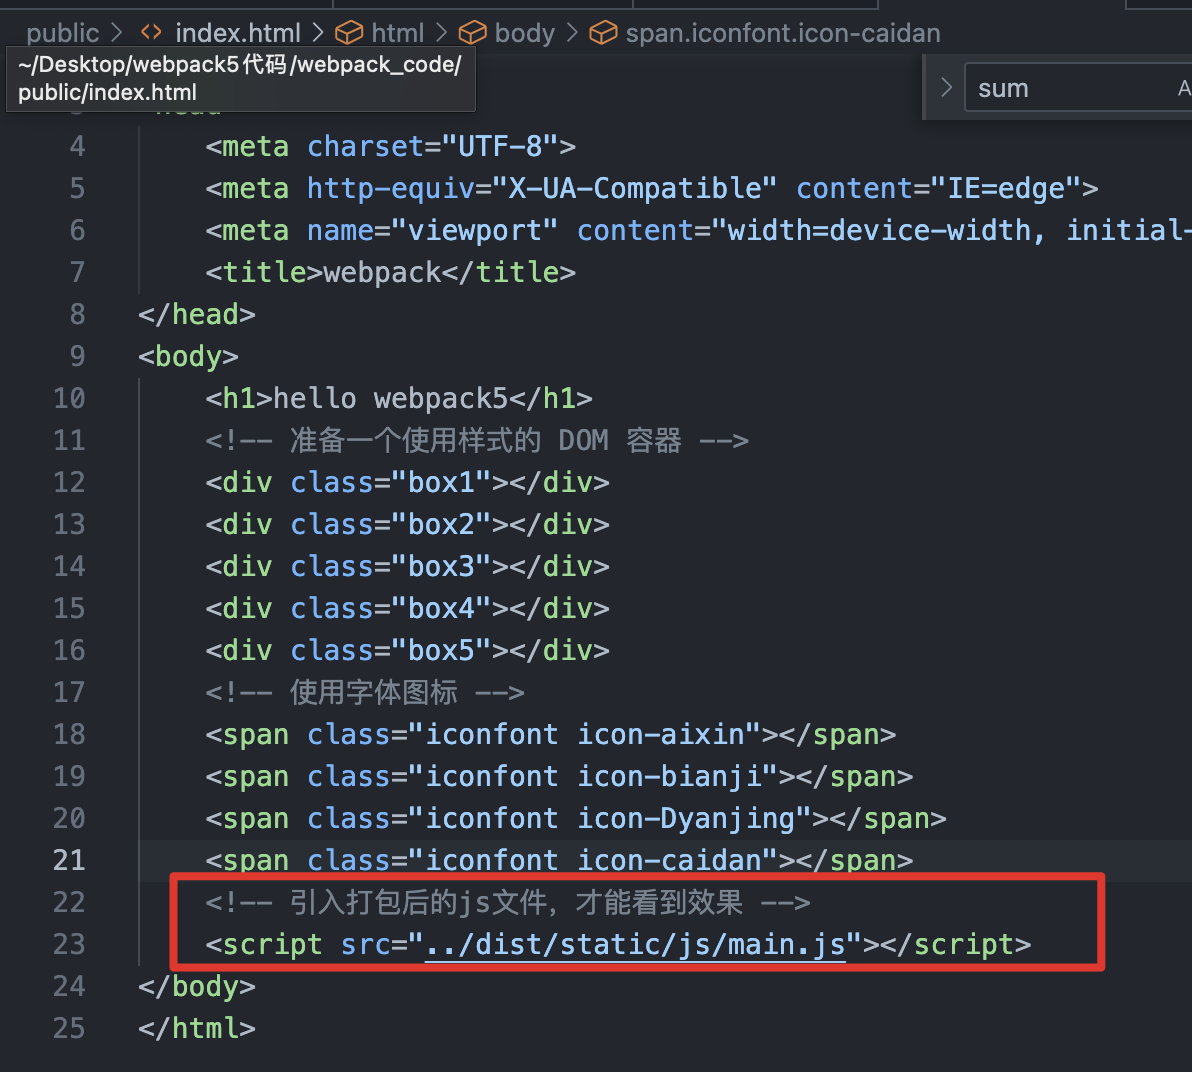 public > <> index.html > html > body > span.iconfont.icon-caidan
~/Desktop/webpack5代码/webpack_code/
public/index.html
sum
4 <meta charset="UTF-8">
5 <meta http-equiv="X-UA-Compatible" content="IE=edge">
6 <meta name="viewport" content="width=device-width, initial-
7 <title>webpack</title>
8 </head>
9 <body>
10 <h1>hello webpack5</h1>
11 <!-- 准备一个使用样式的 DOM 容器 -->
12 <div class="box1"></div>
13 <div class="box2"></div>
14 <div class="box3"></div>
15 <div class="box4"></div>
16 <div class="box5"></div>
17 <!-- 使用字体图标 -->
18 <span class="iconfont icon-aixin"></span>
19 <span class="iconfont icon-bianji"></span>
20 <span class="iconfont icon-Dyanjing"></span>
21 <span class="iconfont icon-caidan"></span>
22 <!-- 引入打包后的js文件，才能看到效果 -->
23 <script src="../dist/static/js/main.js"></script>
24 </body>
25 </html>